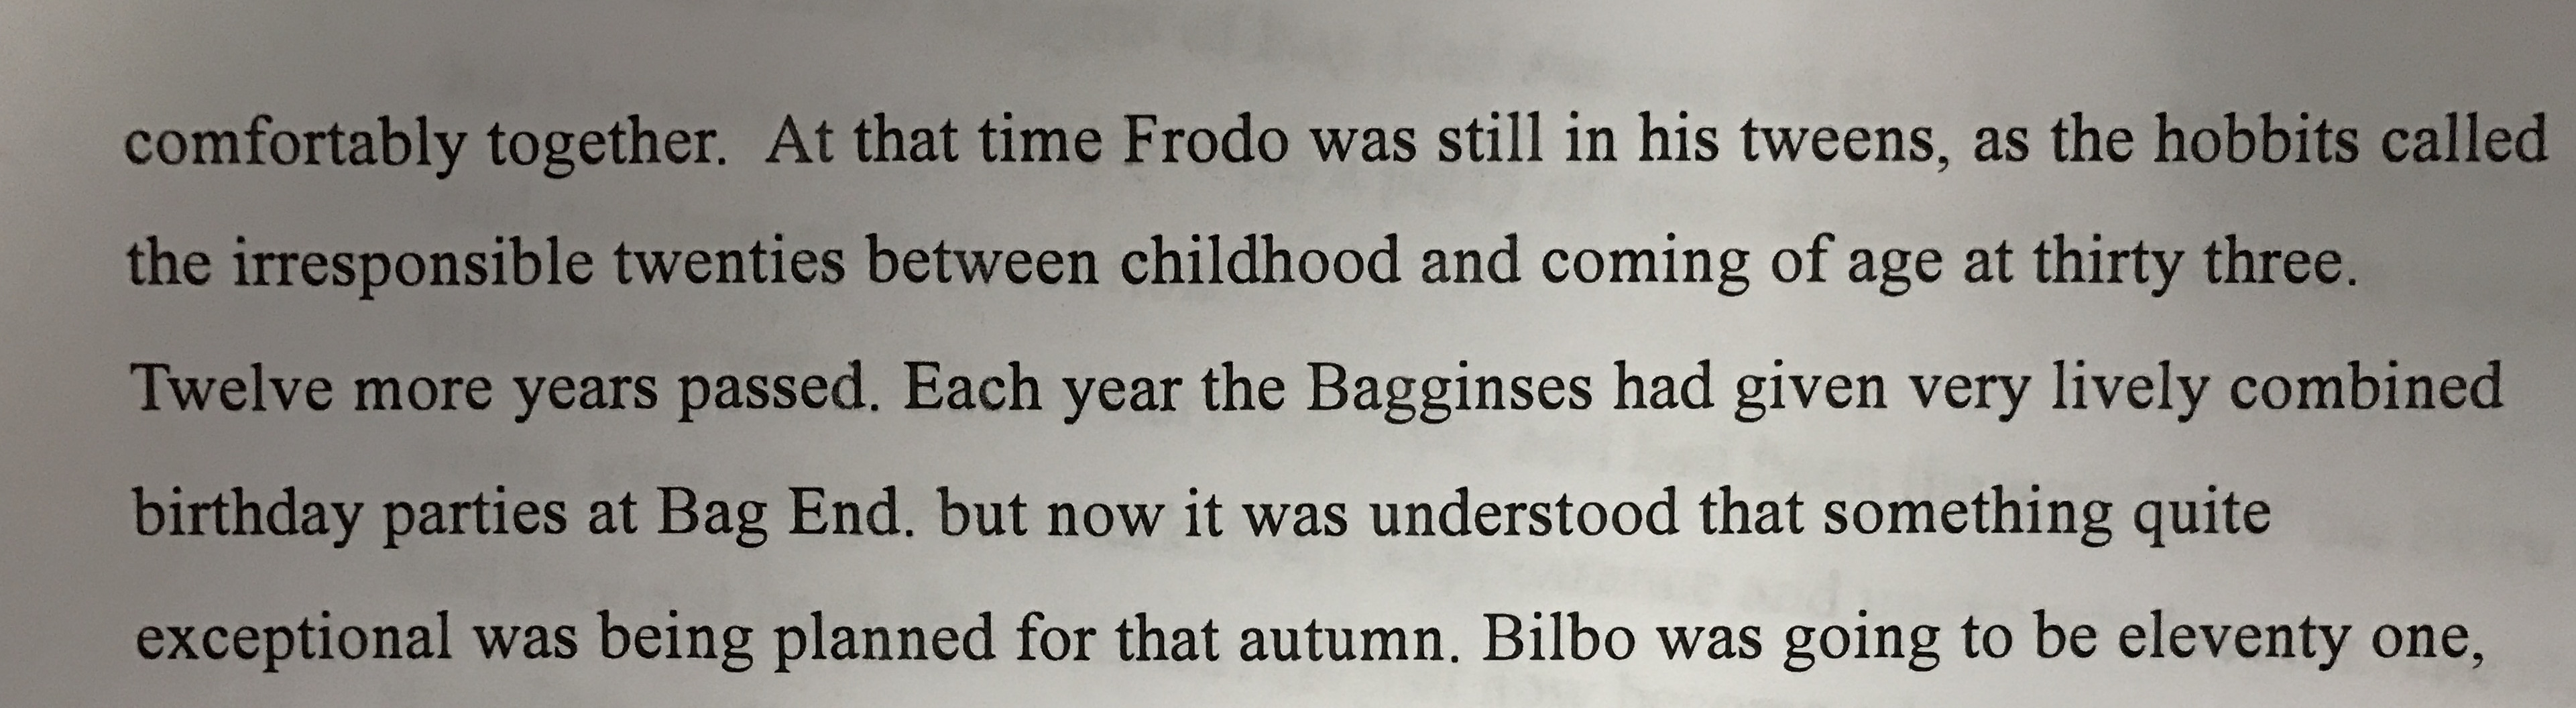 comfortably together.  At that time Frodo was still in his tweens, as the hobbits called
the irresponsible twenties between childhood and coming of age at thirty three.
Twelve more years passed. Each year the Bagginses had given very lively combined
birthday parties at Bag End. but now it was understood that something quite
exceptional was being planned for that autumn. Bilbo was going to be eleventy one,